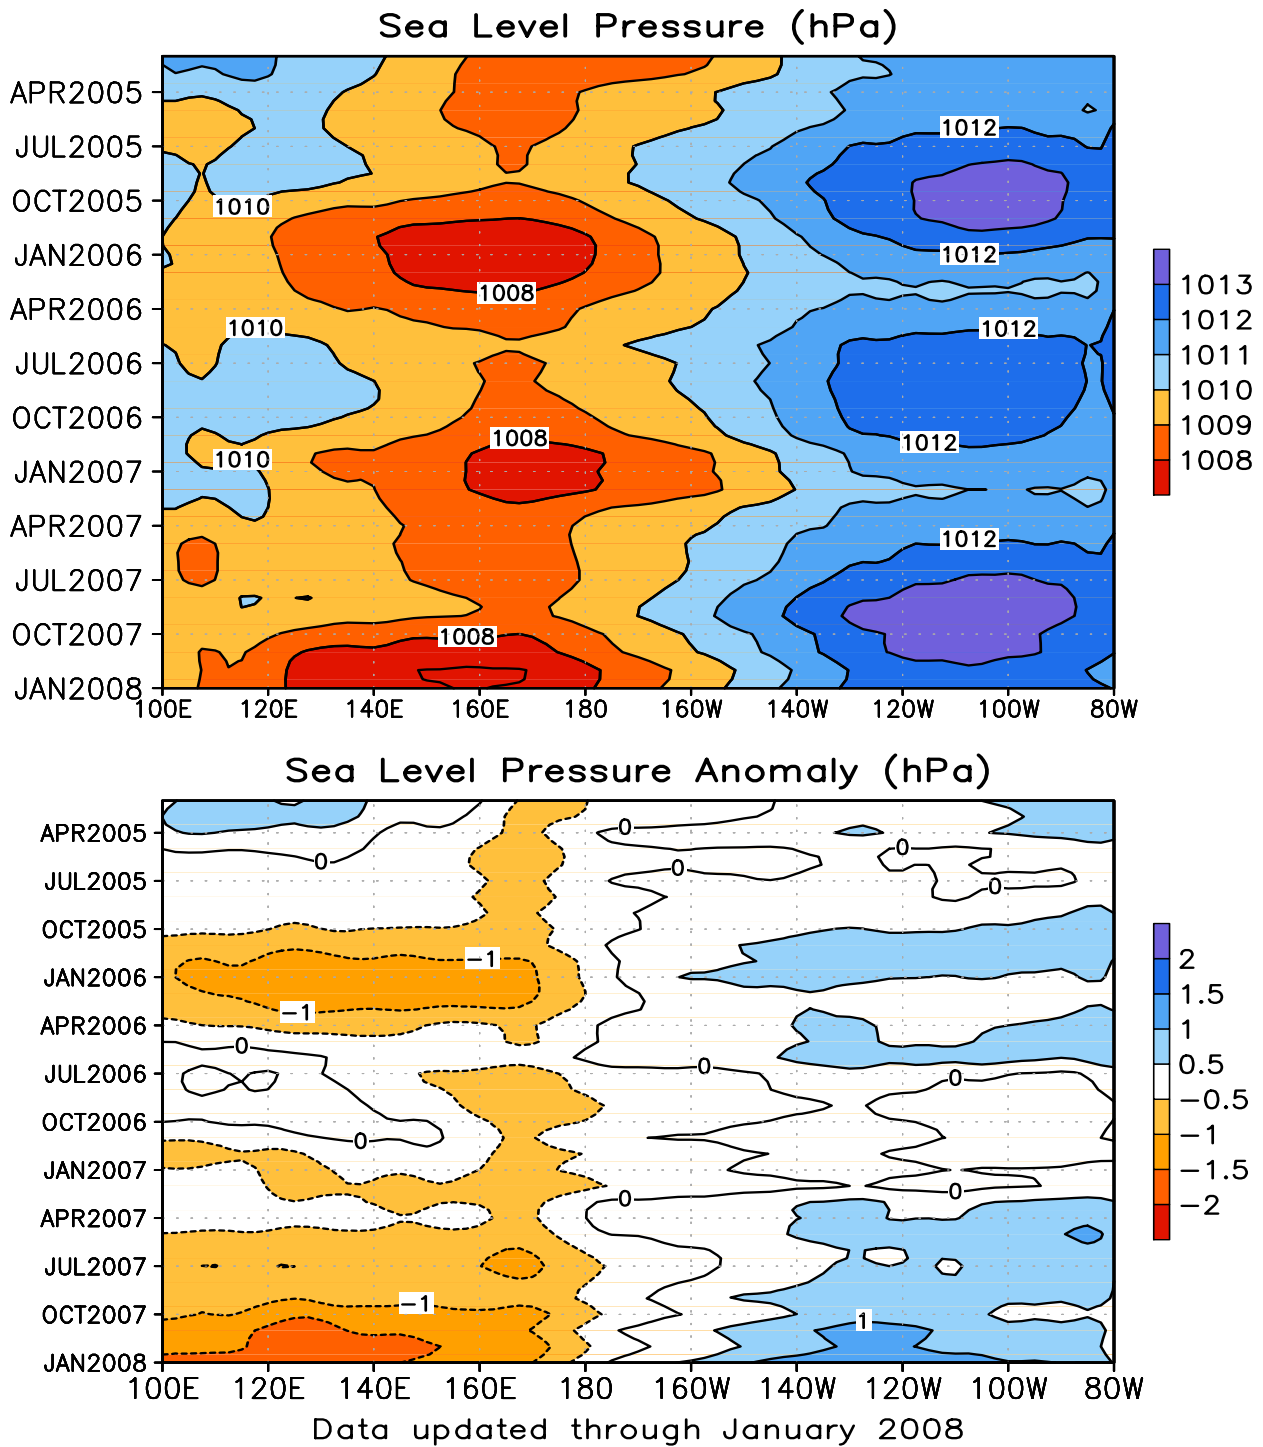 Sea Level Pressure (hPa)
APR2005
JUL2005
OCT2005
JAN2006
APR2006
JUL2006
OCT2006
JAN2007
APR2007
JUL2007
OCT2007
JAN2008
1012
1010
1012
1008
1010
1012
1008
1012
1010
1012
1008
100E 120E 140E 160E 180 160W 140W 120W 100W 80W
1013
1012
1011
1010
1009
1008
Sea Level Pressure Anomaly (hPa)
APR2005
JUL2005
OCT2005
JAN2006
APR2006
JUL2006
OCT2006
JAN2007
APR2007
JUL2007
OCT2007
JAN2008
0
0
0
0
0
−1
−1
0
0
0
0
0
0
−1
1
100E 120E 140E 160E 180 160W 140W 120W 100W 80W
2
1.5
1
0.5
−0.5
−1
−1.5
−2
Data updated through January 2008